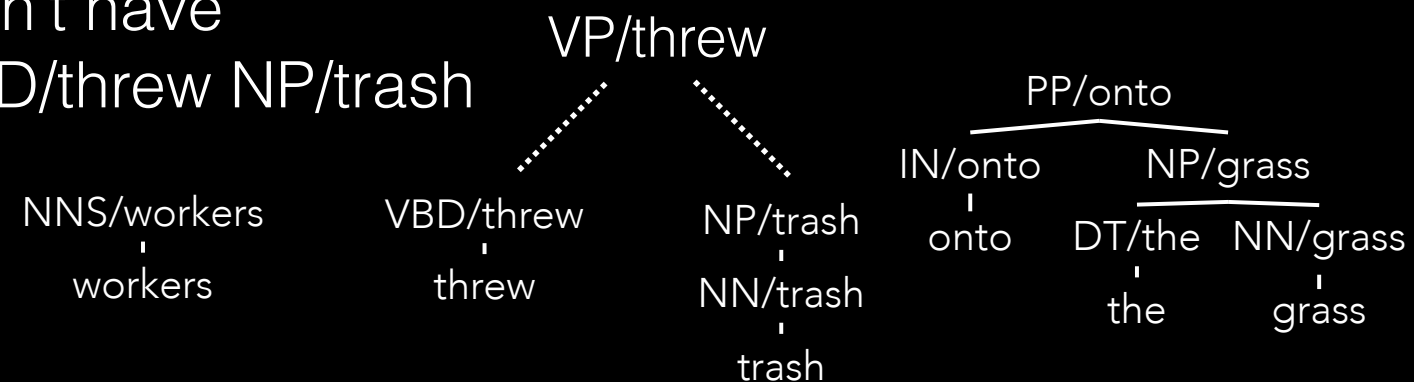 n't have
D/threw NP/trash
VP/threw
PP/onto
IN/onto NP/grass
NNS/workers VBD/threw NP/trash
onto DT/the NN/grass
workers threw NN/trash
the grass
trash